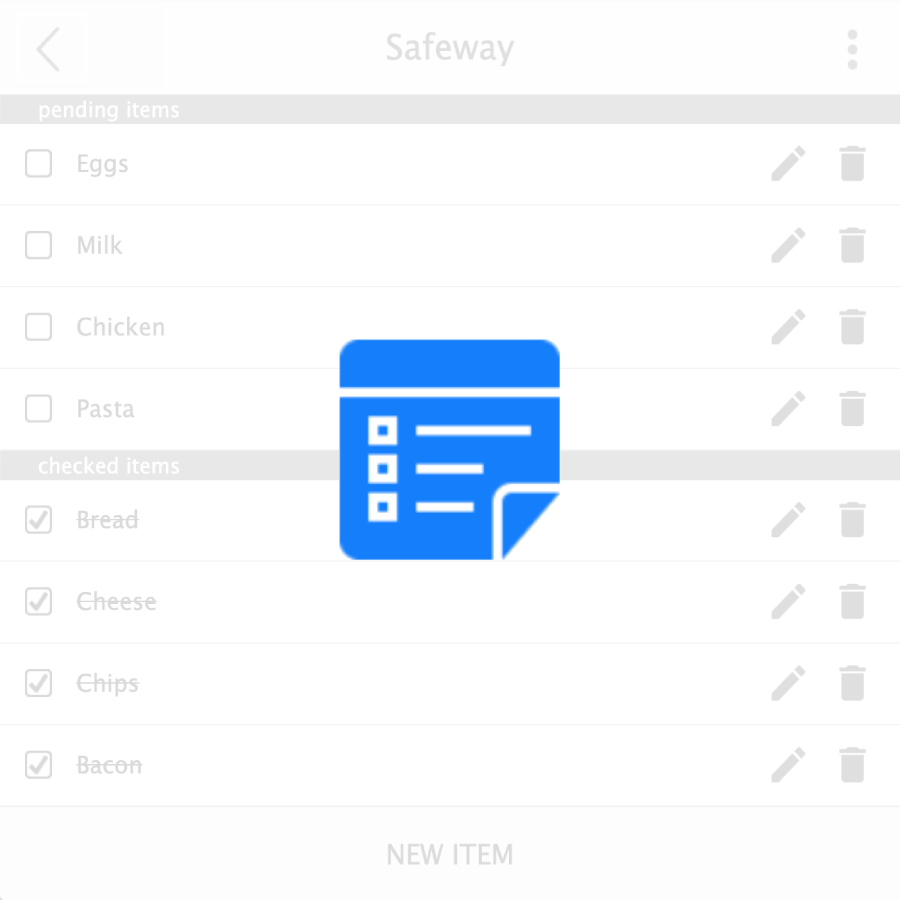 Safeway
pending items
Eggs
Milk
Chicken
Pasta
checked items
Bread
Cheese
Chips
Bacon
NEW ITEM